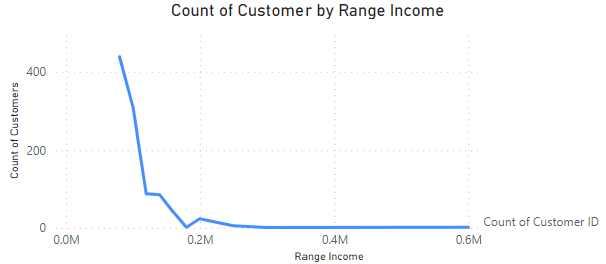 Count of Customer by Range Income
Count of Customers
400
200
0
Count of Customer ID
0.0M 0.2M 0.4M 0.6M
Range Income